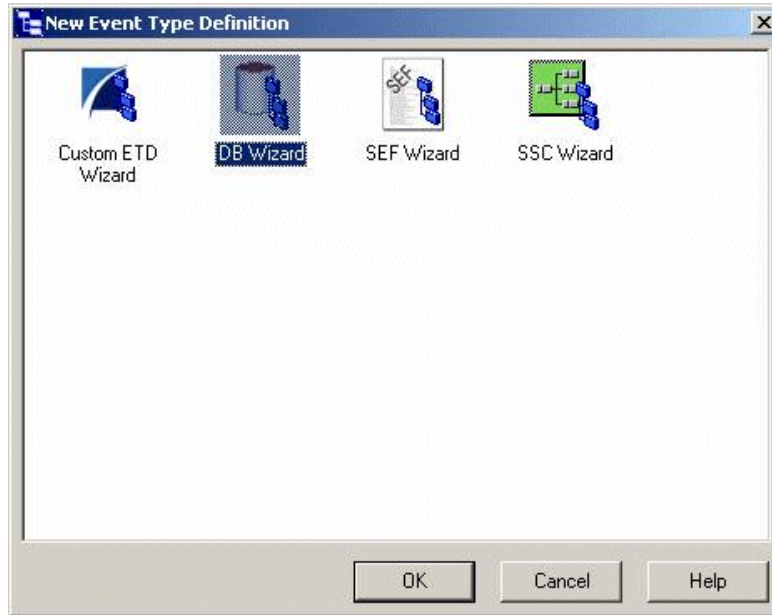 New Event Type Definition
SEF
Custom ETD
Wizard
DB Wizard
SEF Wizard
SSC Wizard
OK
Cancel
Help